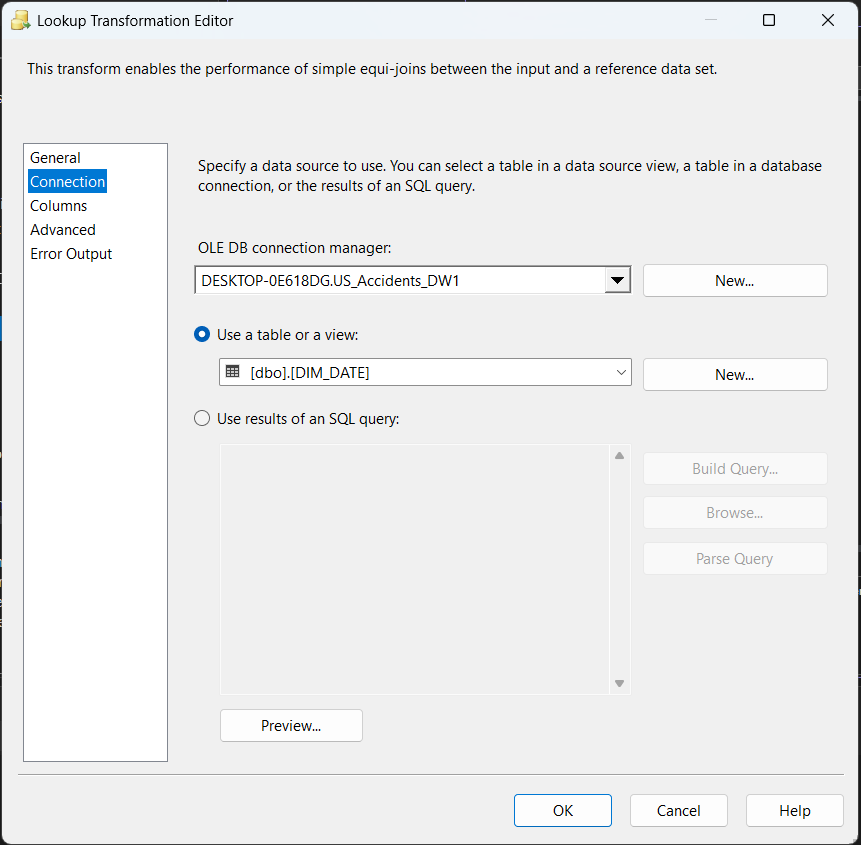 Lookup Transformation Editor
This transform enables the performance of simple equi-joins between the input and a reference data set.
General
Connection
Columns
Advanced
Error Output
Specify a data source to use. You can select a table in a data source view, a table in a database
connection, or the results of an SQL query.
OLE DB connection manager:
DESKTOP-0E618DG.US_Accidents_DW1
New...
Use a table or a view:
[dbo].[DIM_DATE]
New...
Use results of an SQL query:
Build Query...
Browse...
Parse Query
Preview...
OK
Cancel
Help